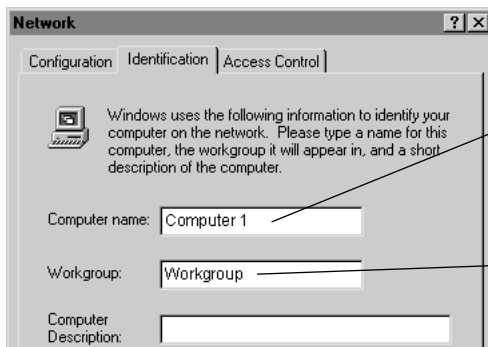 Network
Configuration Identification Access Control
Windows uses the following information to identify your
computer on the network. Please type a name for this
computer, the workgroup it will appear in, and a short
description of the computer.
Computer name: Computer 1
Workgroup: Workgroup
Computer
Description: